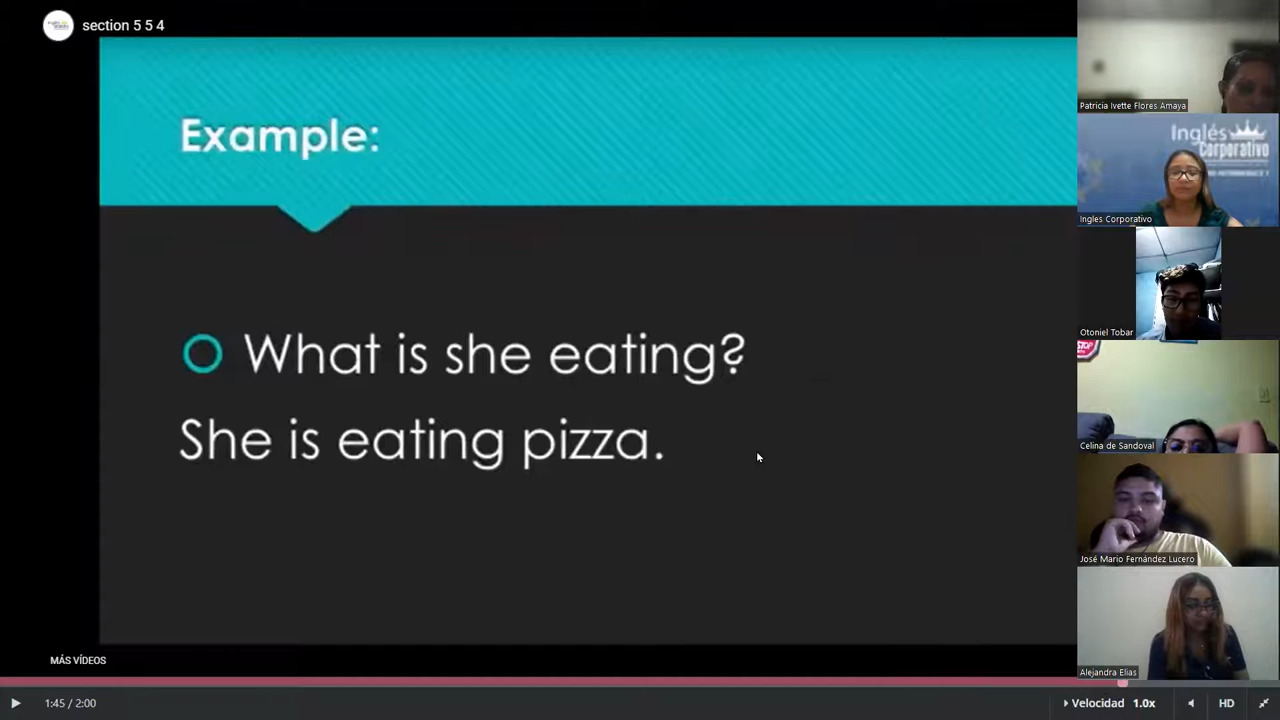 section 5 5 4
Example:
What is she eating?
She is eating pizza.
MÁS VÍDEOS
1:45 / 2:00
Velocidad 1.0x
HD
Patricia Ivette Flores Amaya
Inglés
Corporativo
Ingles Corporativo
Otoniel Tobar
STOP
Celina de Sandoval
José Mario Fernández Lucero
Alejandra Elias